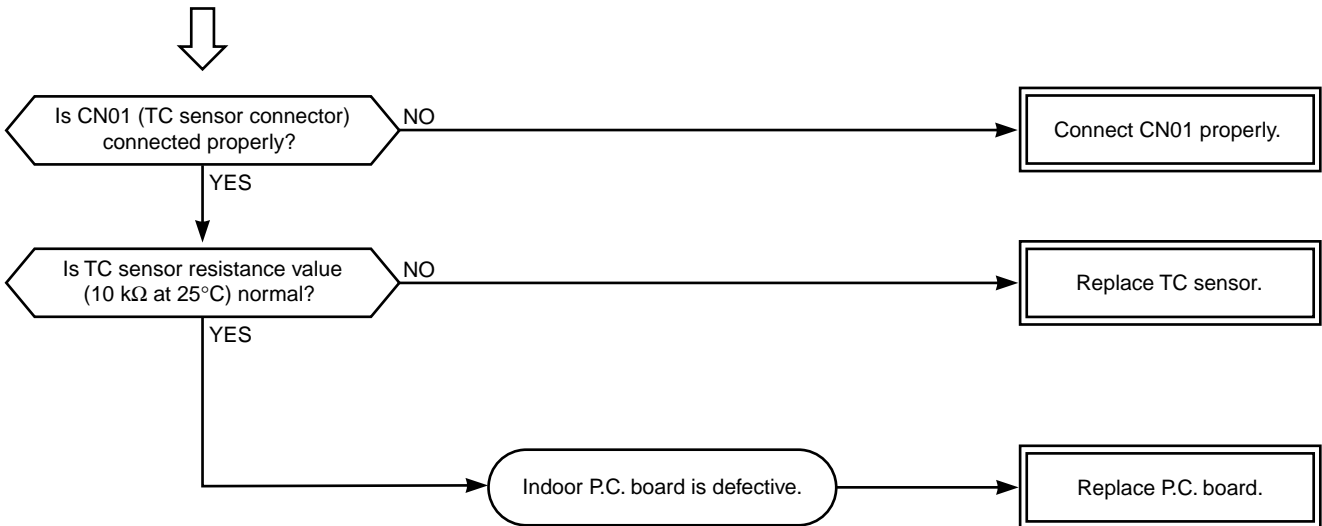 Is CN01 (TC sensor connector)
connected properly?
NO
Connect CN01 properly.
YES
Is TC sensor resistance value
(10 kΩ at 25°C) normal?
NO
Replace TC sensor.
YES
Indoor P.C. board is defective.
Replace P.C. board.